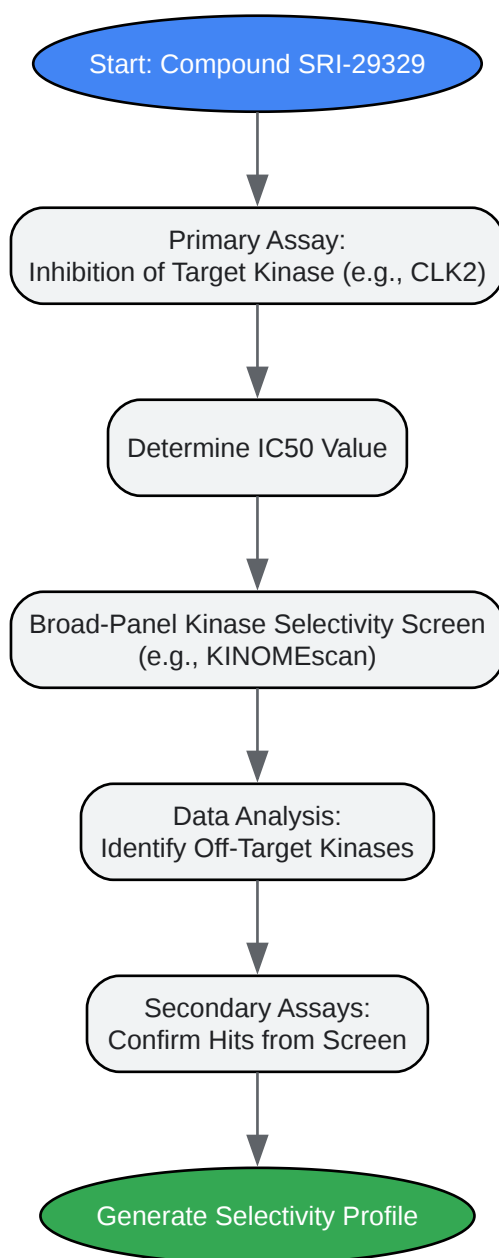 Start: Compound SRI-29329
Primary Assay:
Inhibition of Target Kinase (e.g., CLK2)
Determine IC50 Value
Broad-Panel Kinase Selectivity Screen
(e.g., KINOMEscan)
Data Analysis:
Identify Off-Target Kinases
Secondary Assays:
Confirm Hits from Screen
Generate Selectivity Profile